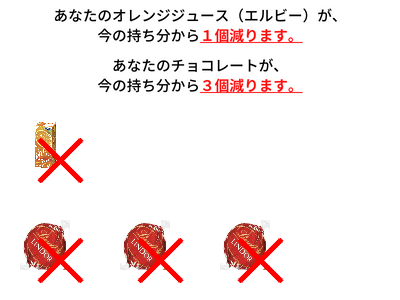 あなたのオレンジジュース（エルビー）が、
今の持ち分から１個減ります。
あなたのチョコレートが、
今の持ち分から３個減ります。
LINDOR
LINDOR
LINDOR